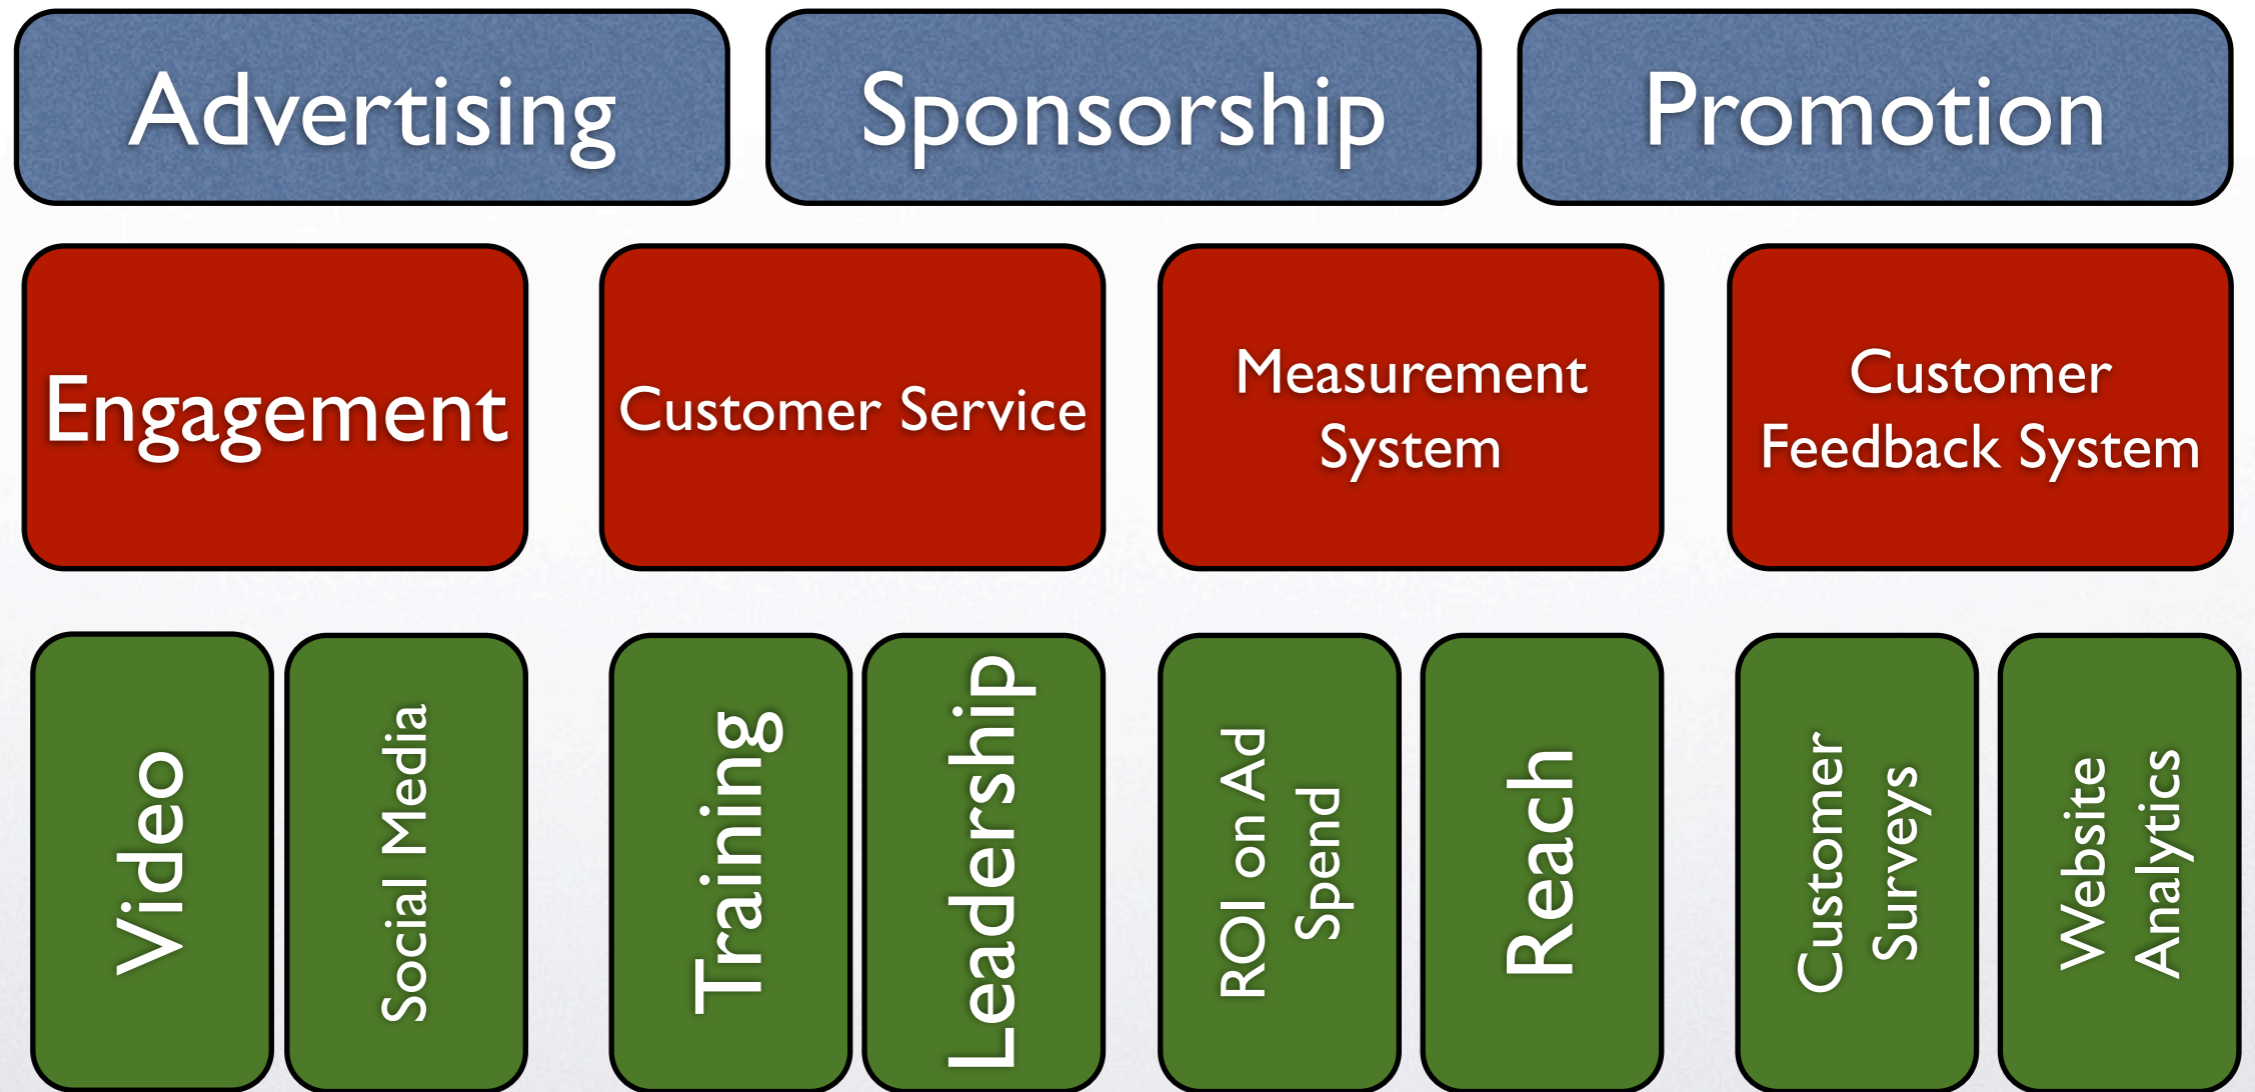 Advertising
Sponsorship
Promotion
Engagement
Customer Service
Measurement
System
Customer
Feedback System
Video
Social Media
Training
Leadership
ROI on Ad
Spend
Reach
Customer
Surveys
Website
Analytics